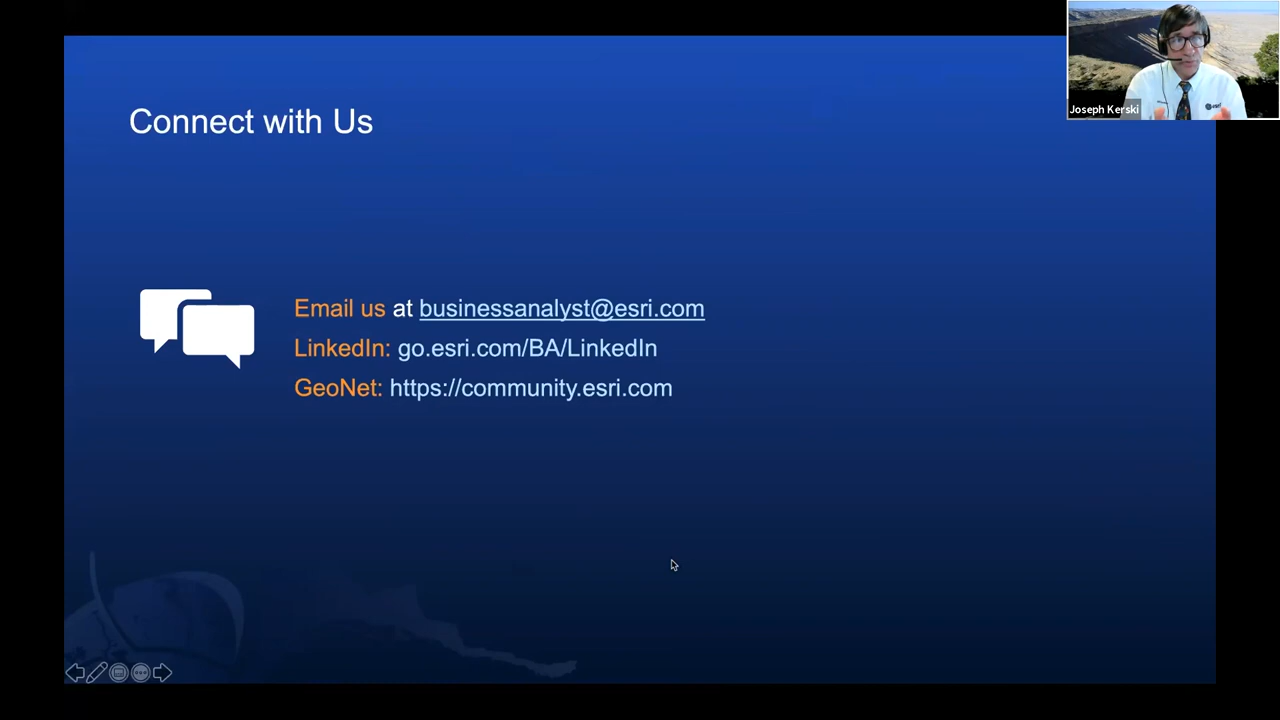 Connect with Us
Joseph Kerski
Email us at businessanalyst@esri.com
LinkedIn: go.esri.com/BA/LinkedIn
GeoNet: https://community.esri.com